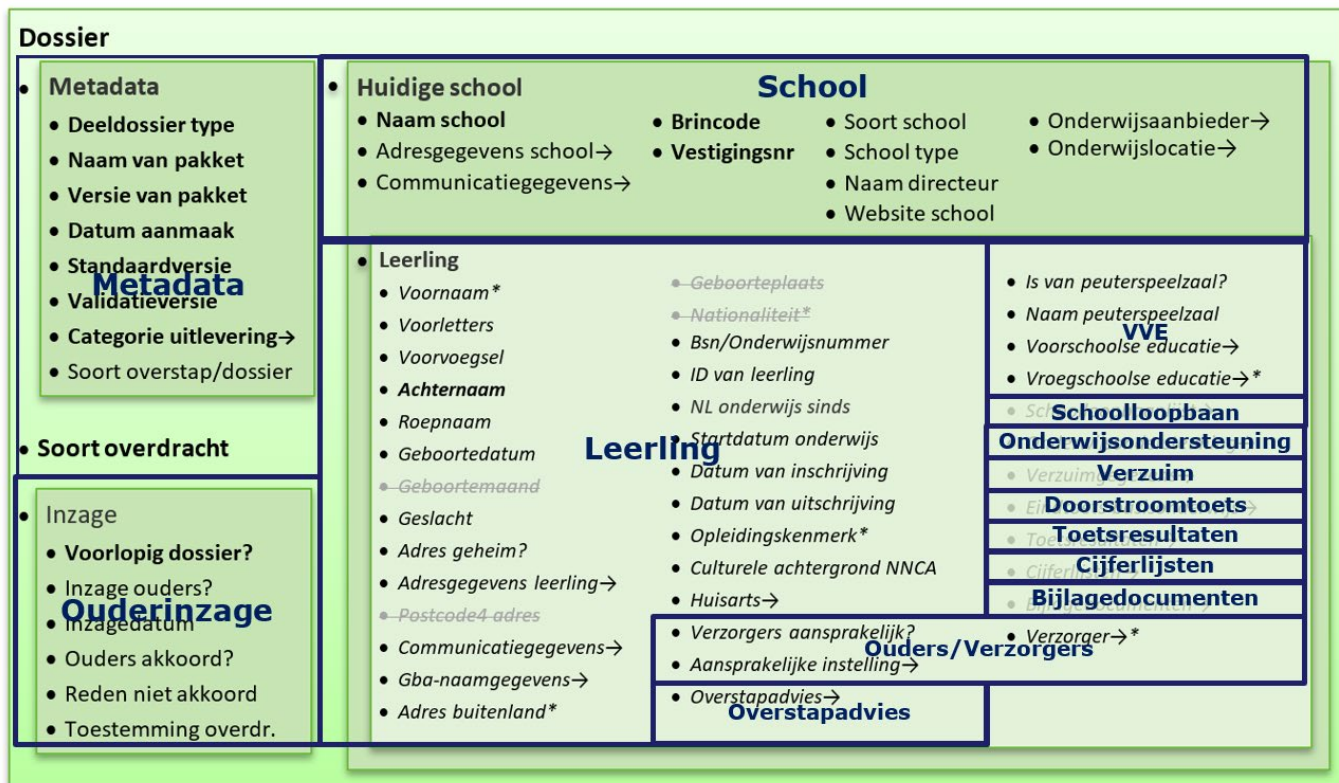 Dossier
• Metadata
• Deeldossier type
• Naam van pakket
• Versie van pakket
• Datum aanmaak
• Standaardversie
Metadata
• Validatieversie
• Categorie uitlevering→
• Soort overstap/dossier
• Soort overdracht
• Inzage
• Voorlopig dossier?
• Inzage ouders?
Ouderinzage
• Inzagedatum
• Ouders akkoord?
• Reden niet akkoord
• Toestemming overdr.
• Huidige school
School
• Naam school
• Adresgegevens school→
• Communicatiegegevens→
• Brincode
• Vestigingsnr
• Soort school
• School type
• Naam directeur
• Website school
• Onderwijsaanbieder→
• Onderwijslocatie→
• Leerling
• Voornaam*
• Voorletters
• Voorvoegsel
• Achternaam
• Roepnaam
• Geboortedatum
• Geboortemaand
• Geslacht
• Adres geheim?
• Adresgegevens leerling→
• Postcode4 adres
• Communicatiegegevens→
• Gba-naamgegevens→
• Adres buitenland*
Leerling
• Geboorteplaats
• Nationaliteit*
• Bsn/Onderwijsnummer
• ID van leerling
• NL onderwijs sinds
• Startdatum onderwijs
• Datum van inschrijving
• Datum van uitschrijving
• Opleidingskenmerk*
• Culturele achtergrond NNCA
• Huisarts→
• Verzorgers aansprakelijk?
• Aansprakelijke instelling→
• Overstapadvies→
Overstapadvies
• Is van peuterspeelzaal?
• Naam peuterspeelzaal
VVE
• Voorschoolse educatie→
• Vroegschoolse educatie→*
Schoolloopbaan
Onderwijsondersteuning
Verzuim
Doorstroomtoets
• Toetsresultaten→
Toetsresultaten
• Cijferlijsten→
Cijferlijsten
• Bijlagedocumenten→
Bijlagedocumenten
• Verzorger→*
Ouders/Verzorgers